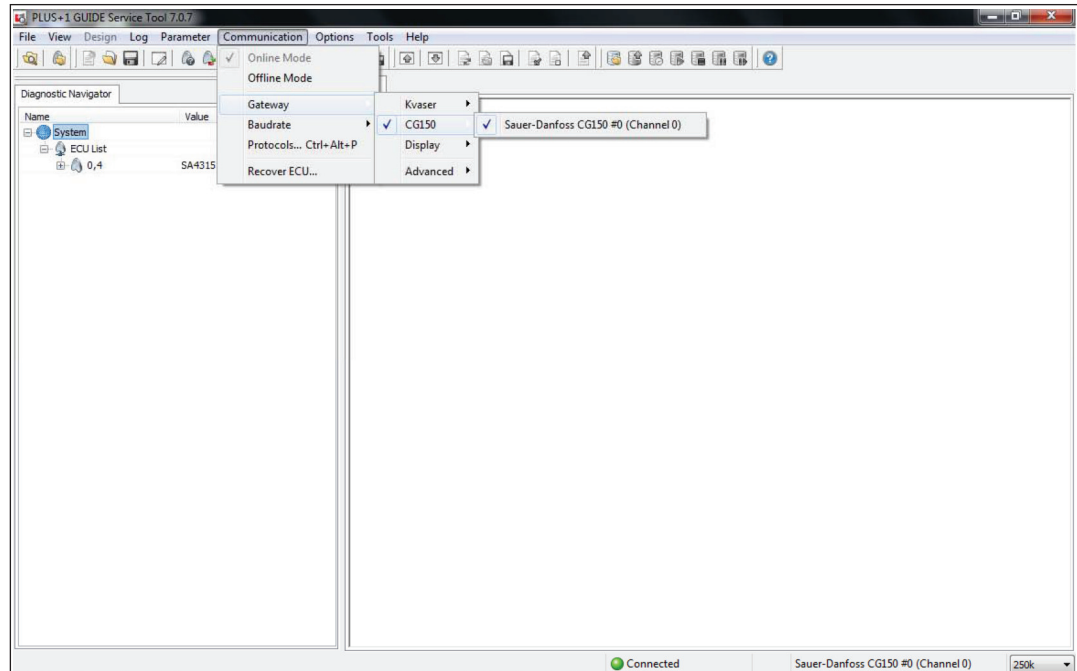 PLUS+1 GUIDE Service Tool 7.0.7
File View Design Log Parameter Communication Options Tools Help
Online Mode
Offline Mode
Gateway
Baudrate
Protocols... Ctrl+Alt+P
Recover ECU...
Kvaser
CG150
Display
Advanced
Sauer-Danfoss CG150 #0 (Channel 0)
Diagnostic Navigator
Name Value
System
ECU List
0,4 SA4315
Connected Sauer-Danfoss CG150 #0 (Channel 0) 250k